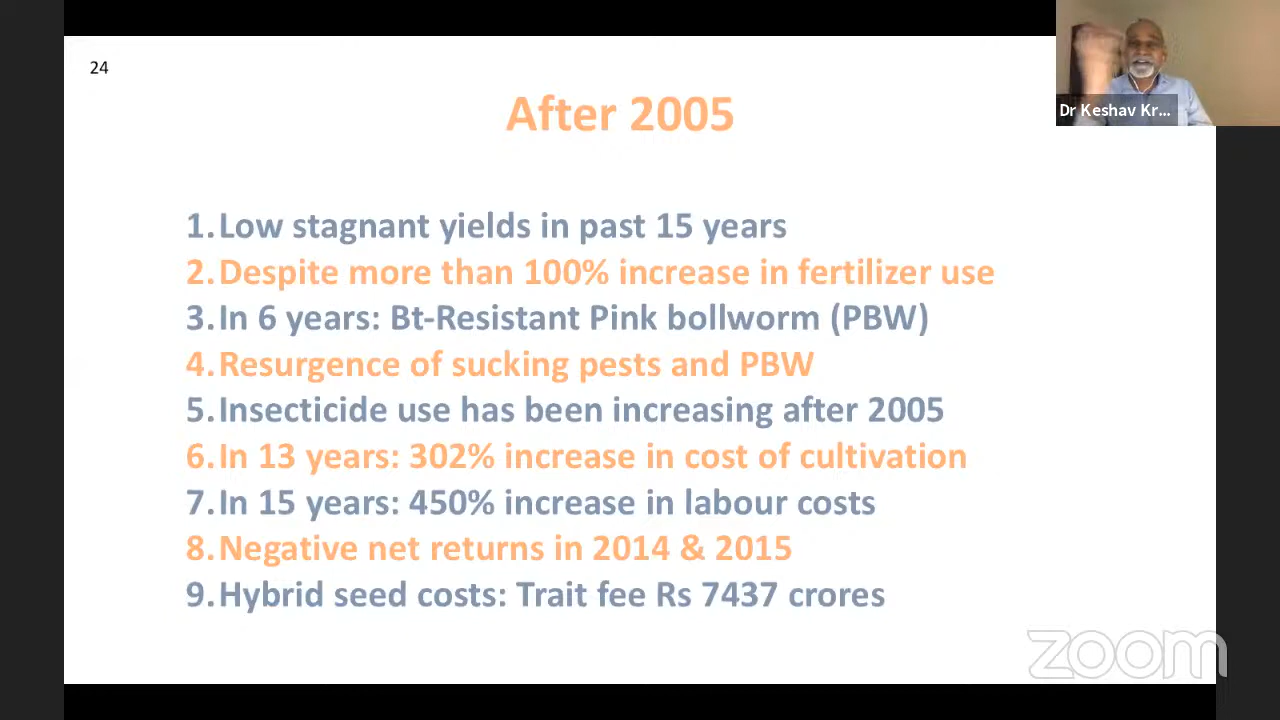 24
Dr Keshav Kr...
After 2005
1.Low stagnant yields in past 15 years
2.Despite more than 100% increase in fertilizer use
3.In 6 years: Bt-Resistant Pink bollworm (PBW)
4.Resurgence of sucking pests and PBW
5.Insecticide use has been increasing after 2005
6.In 13 years: 302% increase in cost of cultivation
7.In 15 years: 450% increase in labour costs
8.Negative net returns in 2014 & 2015
9.Hybrid seed costs: Trait fee Rs 7437 crores
zoom